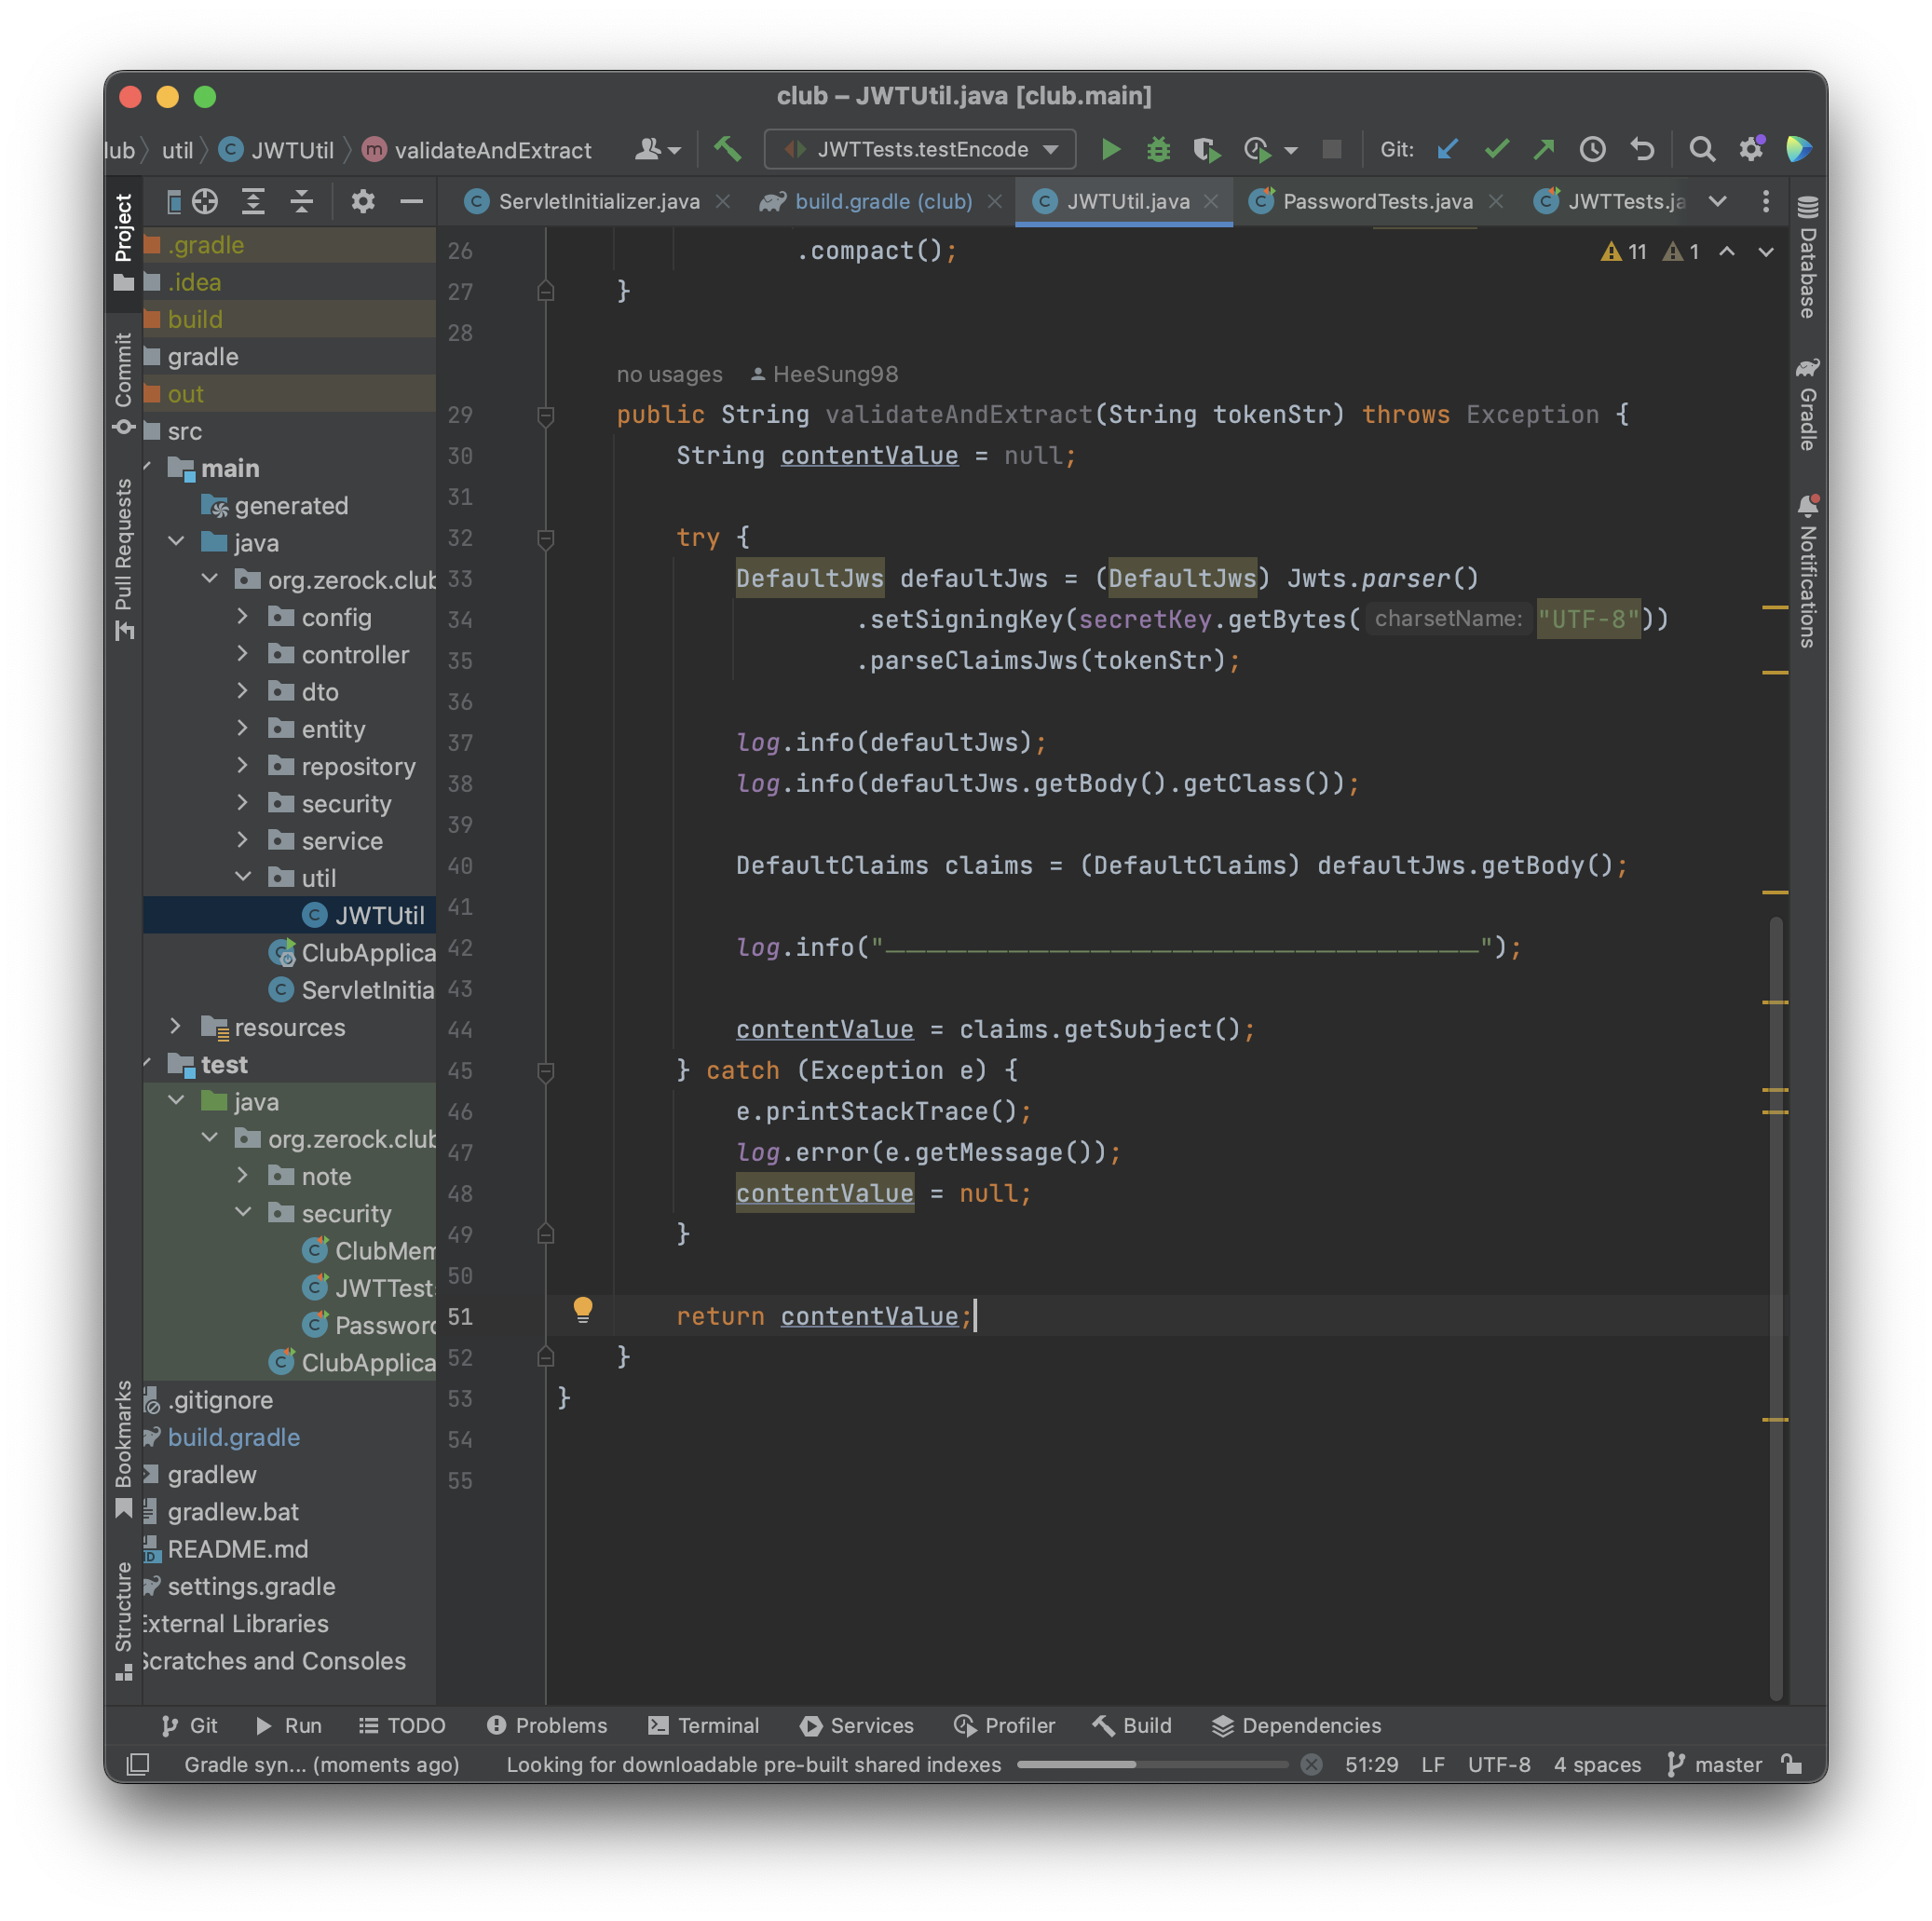 club – JWTUtil.java [club.main]
lub › util › JWTUtil › validateAndExtract JWTTests.testEncode Git:
ServletInitializer.java build.gradle (club) JWTUtil.java PasswordTests.java JWTTests.ja
Project
Commit
Pull Requests
Bookmarks
Structure
.gradle
.idea
build
gradle
out
src
main
generated
java
org.zerock.club
config
controller
dto
entity
repository
security
service
util
JWTUtil
ClubApplica
ServletInitia
resources
test
java
org.zerock.club
note
security
ClubMem
JWTTest
Password
ClubApplica
.gitignore
build.gradle
gradlew
gradlew.bat
README.md
settings.gradle
External Libraries
Scratches and Consoles
11 1
26 .compact();
27 }
28
no usages HeeSung98
29 public String validateAndExtract(String tokenStr) throws Exception {
30 String contentValue = null;
31
32 try {
33 DefaultJws defaultJws = (DefaultJws) Jwts.parser()
34 .setSigningKey(secretKey.getBytes( charsetName: "UTF-8"))
35 .parseClaimsJws(tokenStr);
36
37 log.info(defaultJws);
38 log.info(defaultJws.getBody().getClass());
39
40 DefaultClaims claims = (DefaultClaims) defaultJws.getBody();
41
42 log.info("—————————————————————————————");
43
44 contentValue = claims.getSubject();
45 } catch (Exception e) {
46 e.printStackTrace();
47 log.error(e.getMessage());
48 contentValue = null;
49 }
50
51 return contentValue;
52 }
53 }
54
55
Database
Gradle
Notifications
Git Run TODO Problems Terminal Services Profiler Build Dependencies
Gradle syn... (moments ago) Looking for downloadable pre-built shared indexes 51:29 LF UTF-8 4 spaces master